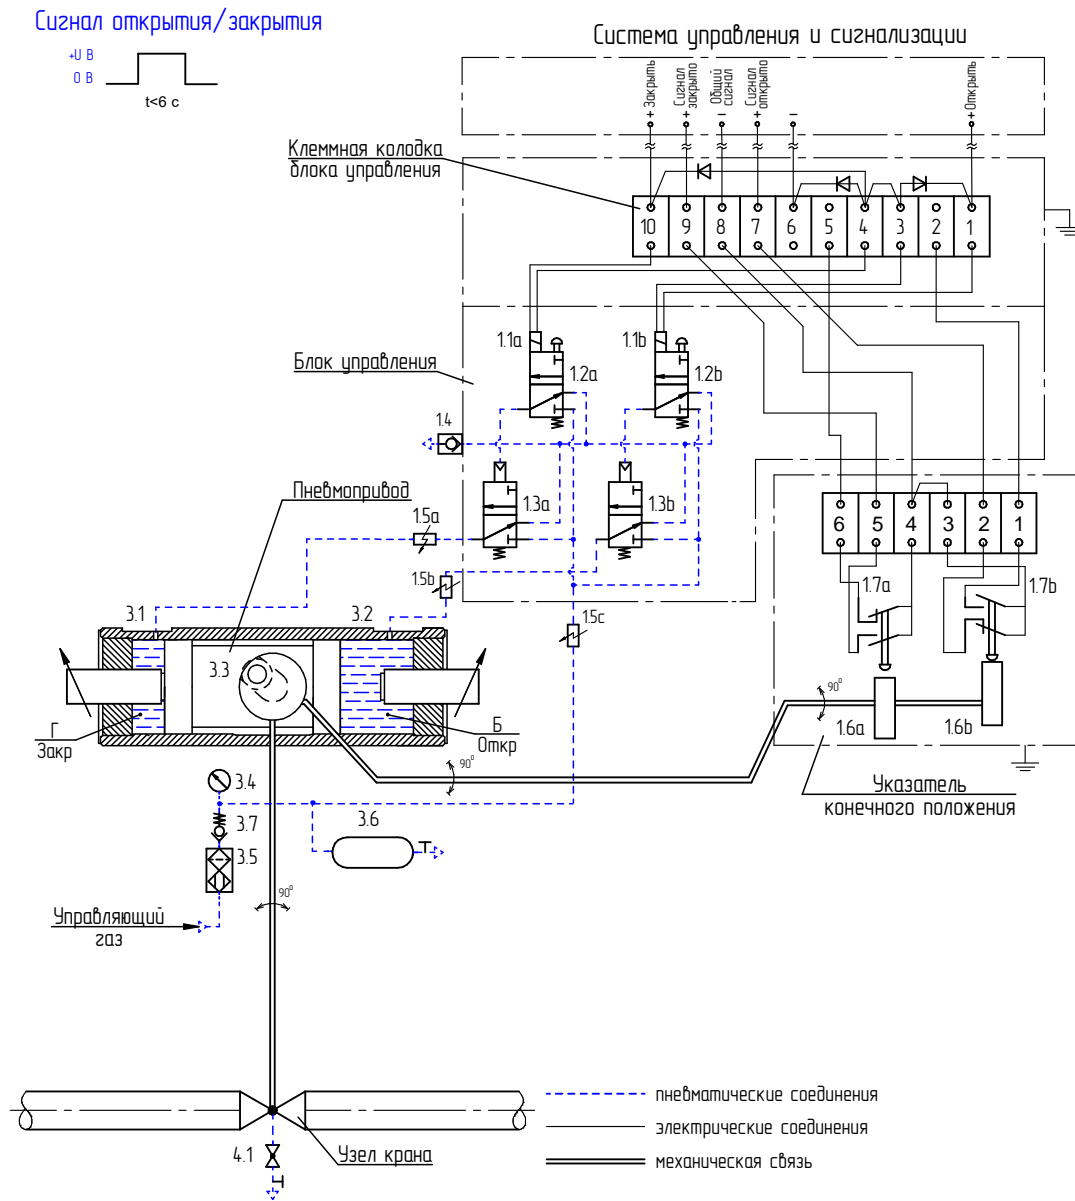 Сигнал открытия/закрытия
+U В
0 В
t<6 с
Система управления и сигнализации
+ Закрыть
+ Сигнал закрыто
− Общий сигнал
+ Сигнал открыто
−
+ Открыть
Клеммная колодка
блока управления
10 9 8 7 6 5 4 3 2 1
Блок управления
1.1a
1.1b
1.2a
1.2b
1.4
Пневмопривод
1.3a
1.3b
1.5a
6 5 4 3 2 1
1.5b
1.7a
1.7b
3.1
3.2
1.5c
3.3
90⁰
Г
Закр
Б
Откр
1.6a
1.6b
90⁰
3.4
Указатель
конечного положения
3.7
3.6
3.5
90⁰
Управляющий
газ
пневматические соединения
электрические соединения
4.1
Узел крана
механическая связь